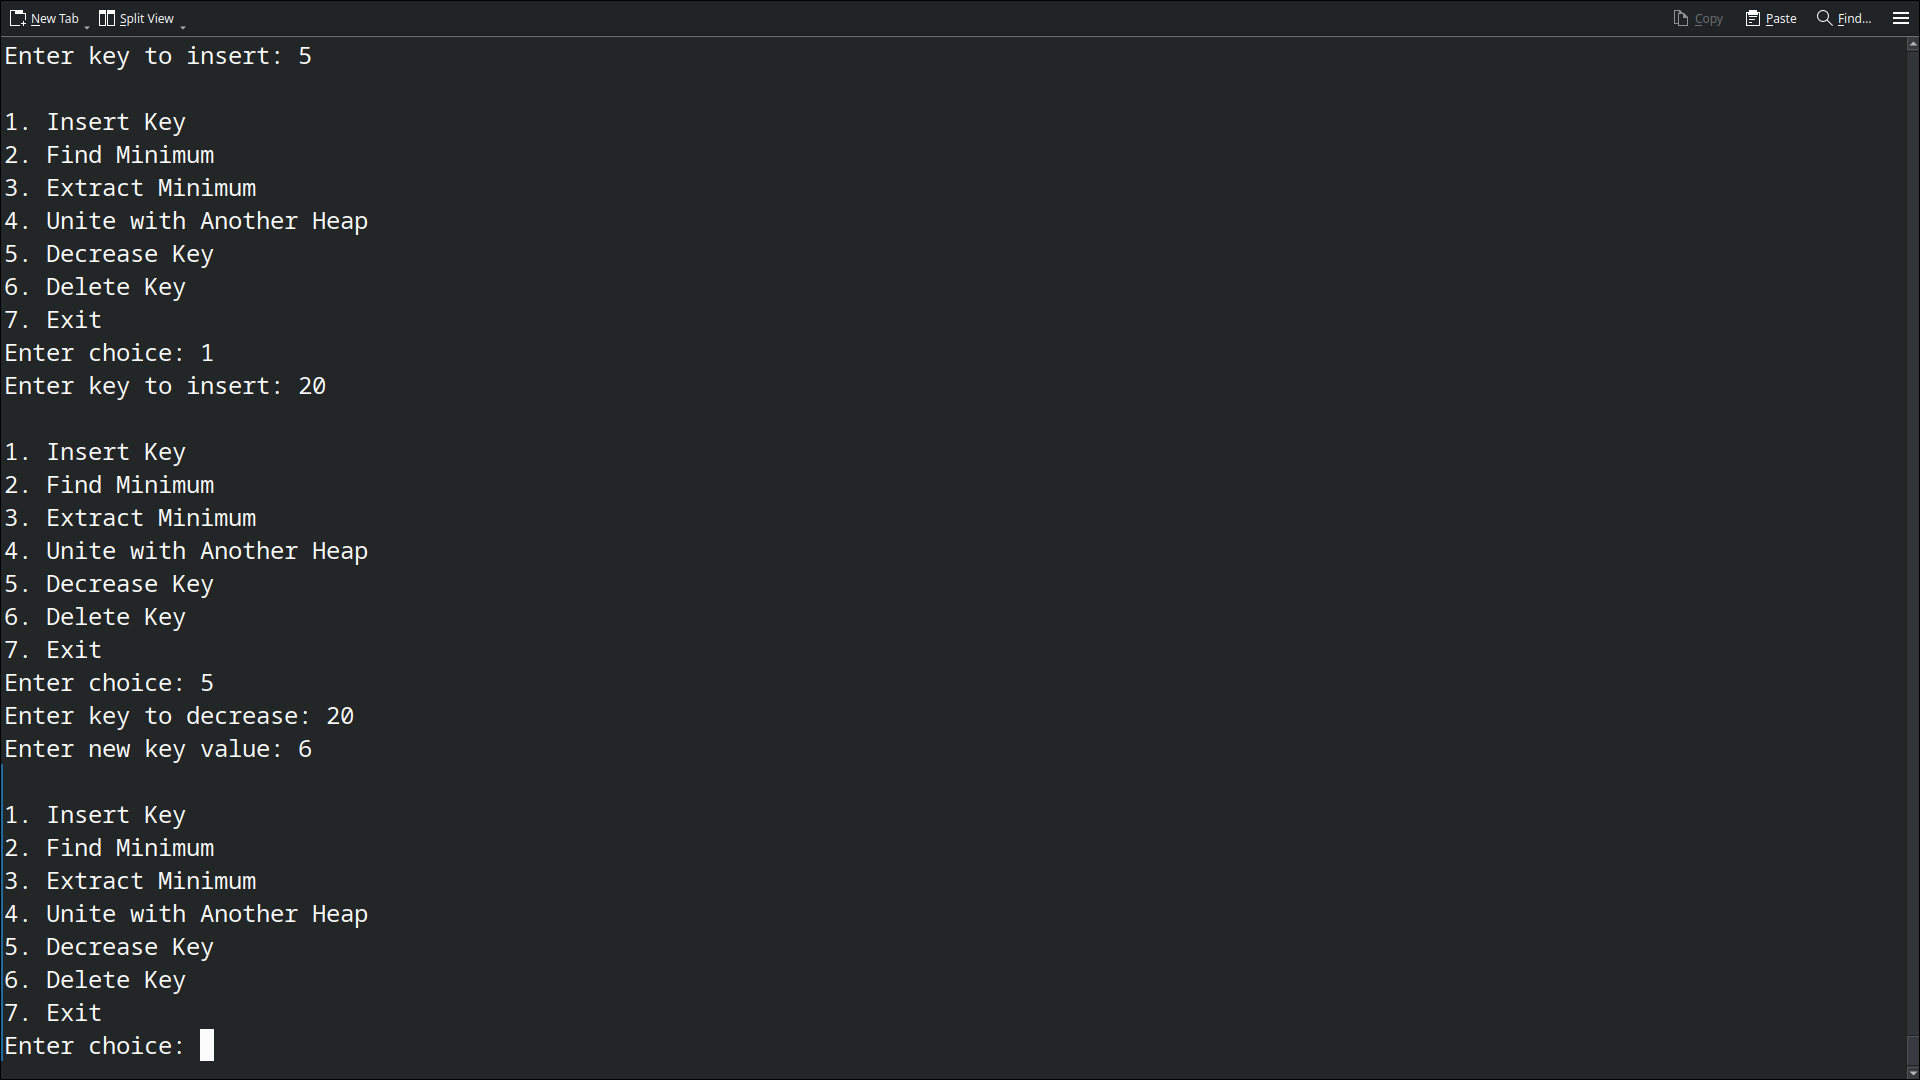 New Tab Split View Copy Paste Find...
Enter key to insert: 5
1. Insert Key
2. Find Minimum
3. Extract Minimum
4. Unite with Another Heap
5. Decrease Key
6. Delete Key
7. Exit
Enter choice: 1
Enter key to insert: 20
1. Insert Key
2. Find Minimum
3. Extract Minimum
4. Unite with Another Heap
5. Decrease Key
6. Delete Key
7. Exit
Enter choice: 5
Enter key to decrease: 20
Enter new key value: 6
1. Insert Key
2. Find Minimum
3. Extract Minimum
4. Unite with Another Heap
5. Decrease Key
6. Delete Key
7. Exit
Enter choice: